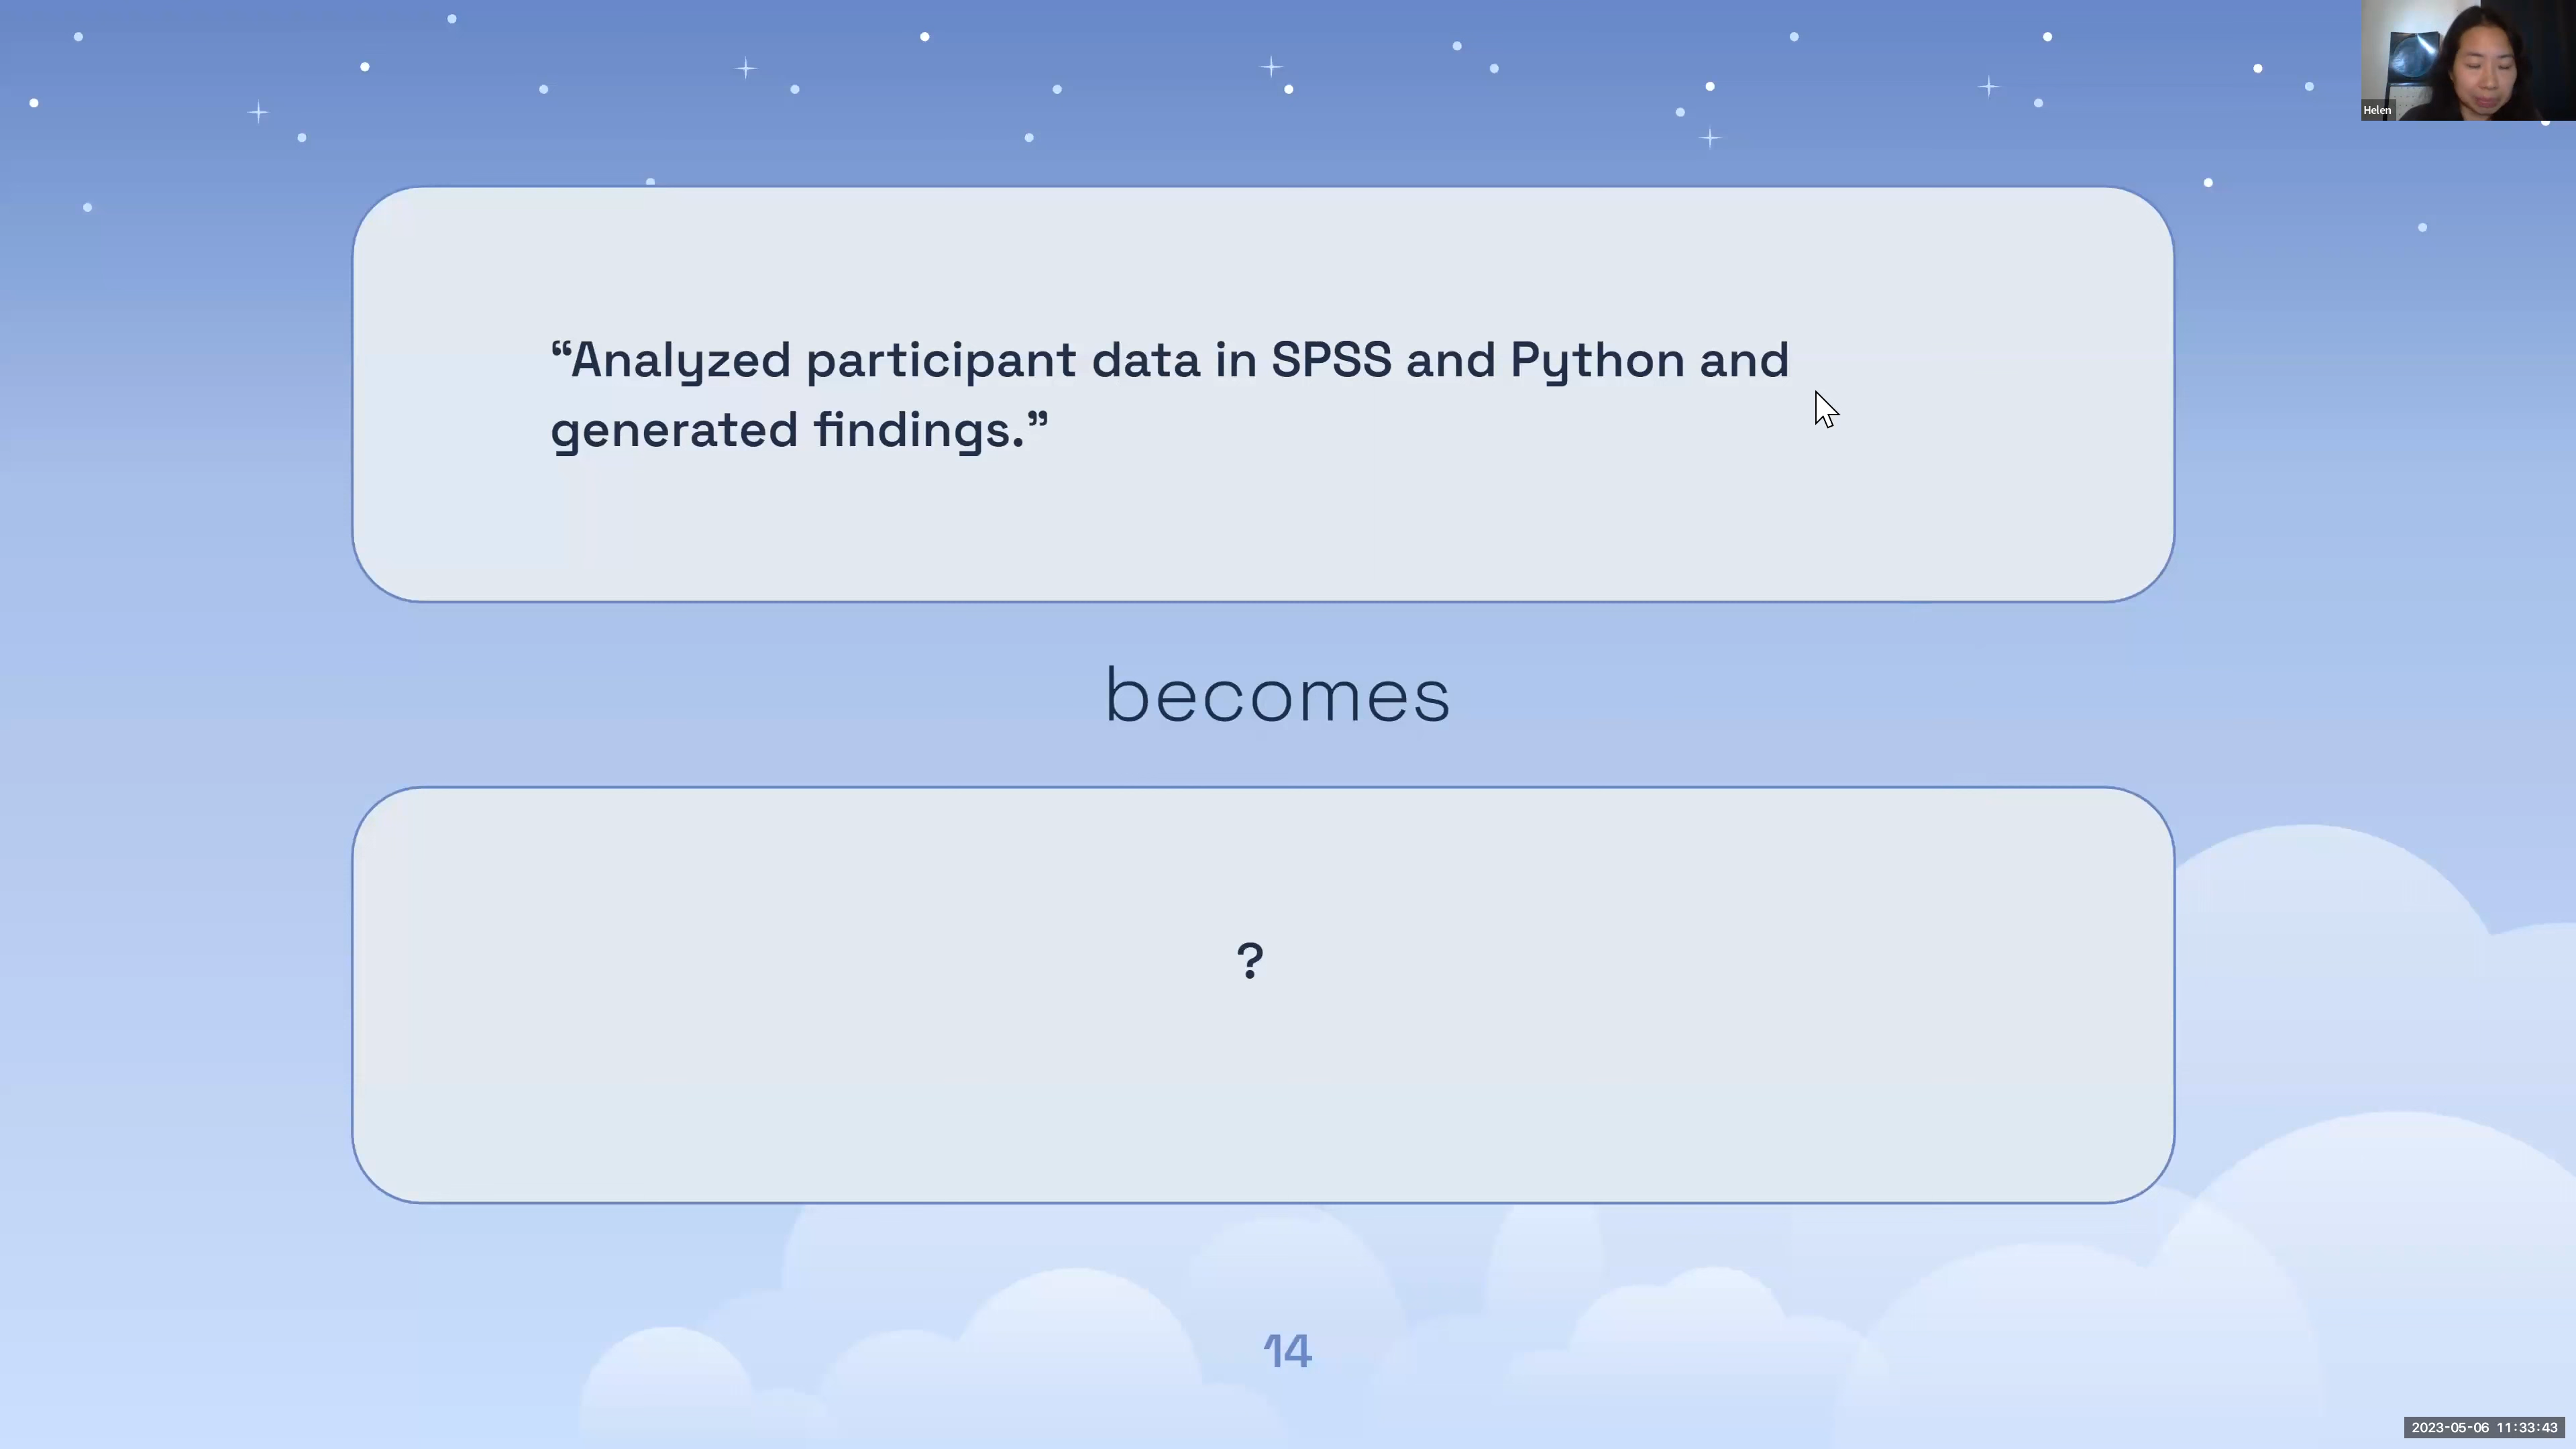 Helen
“Analyzed participant data in SPSS and Python and
generated findings.”
becomes
?
14
2023-05-06 11:33:43